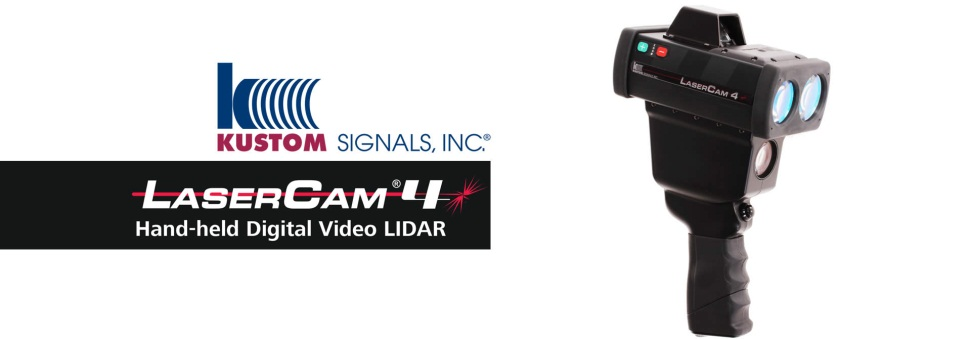 KUSTOM SIGNALS, INC.®
LASERCAM® 4
Hand-held Digital Video LIDAR
+
−
LASERCAM 4